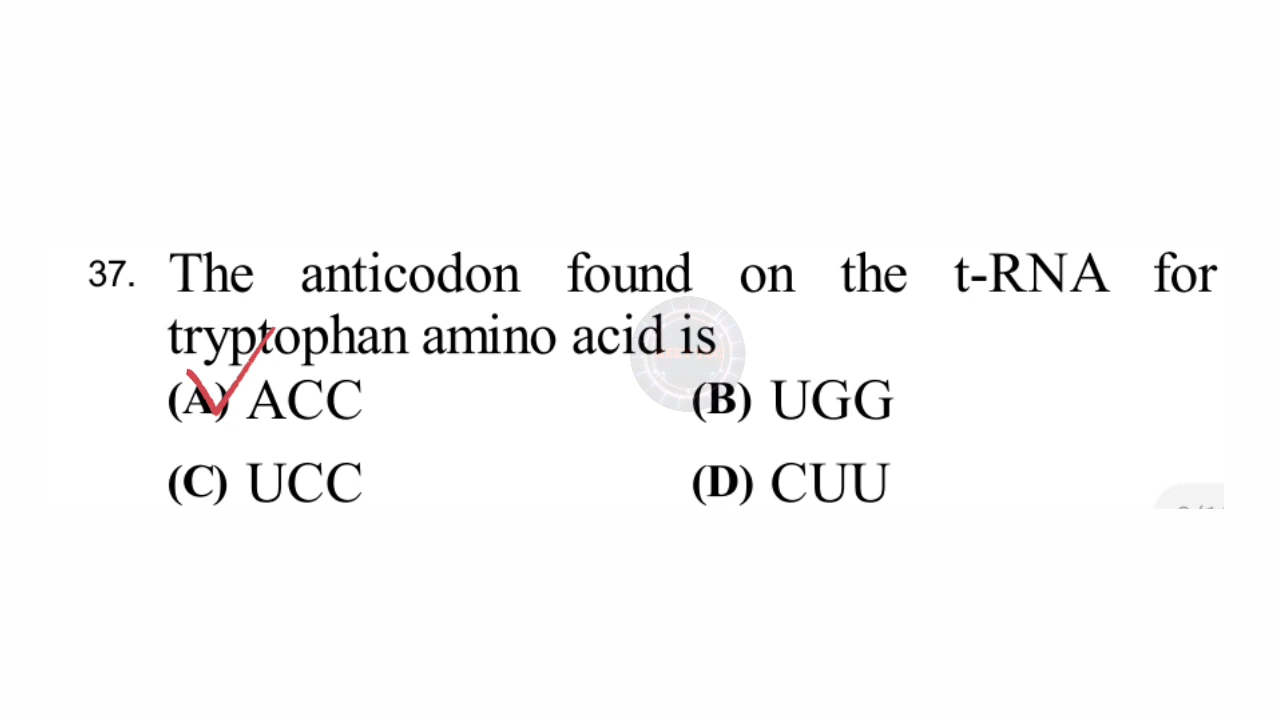 37. The anticodon found on the t-RNA for
tryptophan amino acid is
(A) ACC (B) UGG
(C) UCC (D) CUU